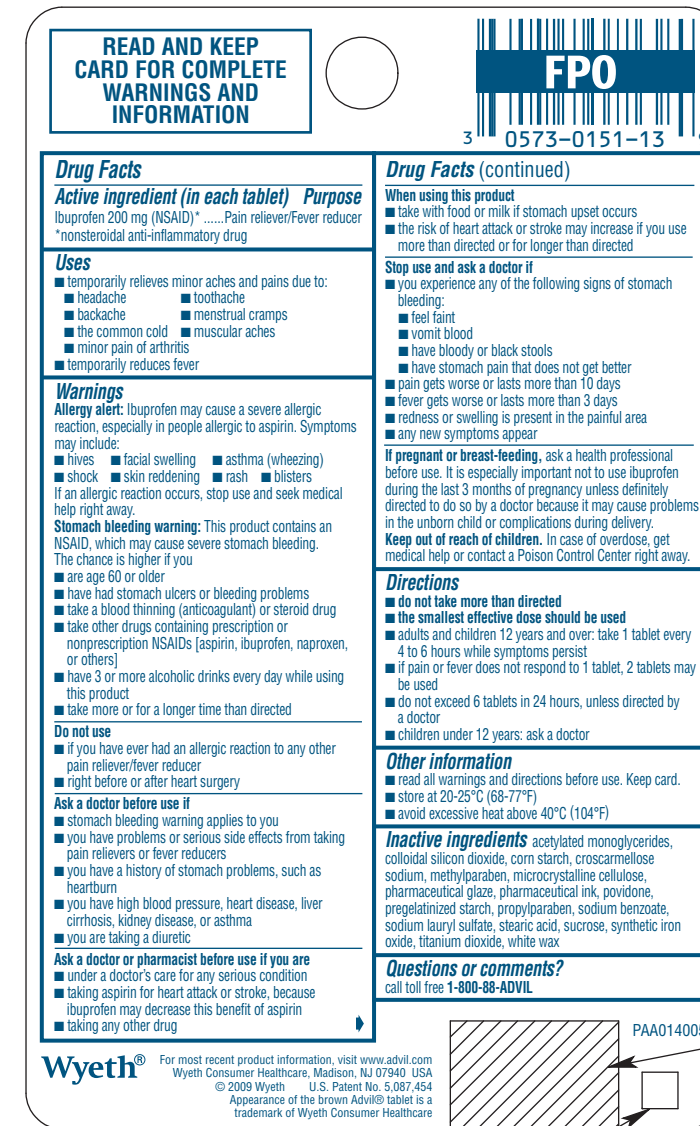 READ AND KEEP
CARD FOR COMPLETE
WARNINGS AND
INFORMATION
FPO
3 0573-0151-13
Drug Facts
Active ingredient (in each tablet) Purpose
Ibuprofen 200 mg (NSAID)* ......Pain reliever/Fever reducer
*nonsteroidal anti-inflammatory drug
Uses
■ temporarily relieves minor aches and pains due to:
■ headache ■ toothache
■ backache ■ menstrual cramps
■ the common cold ■ muscular aches
■ minor pain of arthritis
■ temporarily reduces fever
Warnings
Allergy alert: Ibuprofen may cause a severe allergic
reaction, especially in people allergic to aspirin. Symptoms
may include:
■ hives ■ facial swelling ■ asthma (wheezing)
■ shock ■ skin reddening ■ rash ■ blisters
If an allergic reaction occurs, stop use and seek medical
help right away.
Stomach bleeding warning: This product contains an
NSAID, which may cause severe stomach bleeding.
The chance is higher if you
■ are age 60 or older
■ have had stomach ulcers or bleeding problems
■ take a blood thinning (anticoagulant) or steroid drug
■ take other drugs containing prescription or
nonprescription NSAIDs [aspirin, ibuprofen, naproxen,
or others]
■ have 3 or more alcoholic drinks every day while using
this product
■ take more or for a longer time than directed
Do not use
■ if you have ever had an allergic reaction to any other
pain reliever/fever reducer
■ right before or after heart surgery
Ask a doctor before use if
■ stomach bleeding warning applies to you
■ you have problems or serious side effects from taking
pain relievers or fever reducers
■ you have a history of stomach problems, such as
heartburn
■ you have high blood pressure, heart disease, liver
cirrhosis, kidney disease, or asthma
■ you are taking a diuretic
Ask a doctor or pharmacist before use if you are
■ under a doctor's care for any serious condition
■ taking aspirin for heart attack or stroke, because
ibuprofen may decrease this benefit of aspirin
■ taking any other drug
Drug Facts (continued)
When using this product
■ take with food or milk if stomach upset occurs
■ the risk of heart attack or stroke may increase if you use
more than directed or for longer than directed
Stop use and ask a doctor if
■ you experience any of the following signs of stomach
bleeding:
■ feel faint
■ vomit blood
■ have bloody or black stools
■ have stomach pain that does not get better
■ pain gets worse or lasts more than 10 days
■ fever gets worse or lasts more than 3 days
■ redness or swelling is present in the painful area
■ any new symptoms appear
If pregnant or breast-feeding, ask a health professional
before use. It is especially important not to use ibuprofen
during the last 3 months of pregnancy unless definitely
directed to do so by a doctor because it may cause problems
in the unborn child or complications during delivery.
Keep out of reach of children. In case of overdose, get
medical help or contact a Poison Control Center right away.
Directions
■ do not take more than directed
■ the smallest effective dose should be used
■ adults and children 12 years and over: take 1 tablet every
4 to 6 hours while symptoms persist
■ if pain or fever does not respond to 1 tablet, 2 tablets may
be used
■ do not exceed 6 tablets in 24 hours, unless directed by
a doctor
■ children under 12 years: ask a doctor
Other information
■ read all warnings and directions before use. Keep card.
■ store at 20-25°C (68-77°F)
■ avoid excessive heat above 40°C (104°F)
Inactive ingredients acetylated monoglycerides,
colloidal silicon dioxide, corn starch, croscarmellose
sodium, methylparaben, microcrystalline cellulose,
pharmaceutical glaze, pharmaceutical ink, povidone,
pregelatinized starch, propylparaben, sodium benzoate,
sodium lauryl sulfate, stearic acid, sucrose, synthetic iron
oxide, titanium dioxide, white wax
Questions or comments?
call toll free 1-800-88-ADVIL
Wyeth®
For most recent product information, visit www.advil.com
Wyeth Consumer Healthcare, Madison, NJ 07940 USA
© 2009 Wyeth U.S. Patent No. 5,087,454
Appearance of the brown Advil® tablet is a
trademark of Wyeth Consumer Healthcare